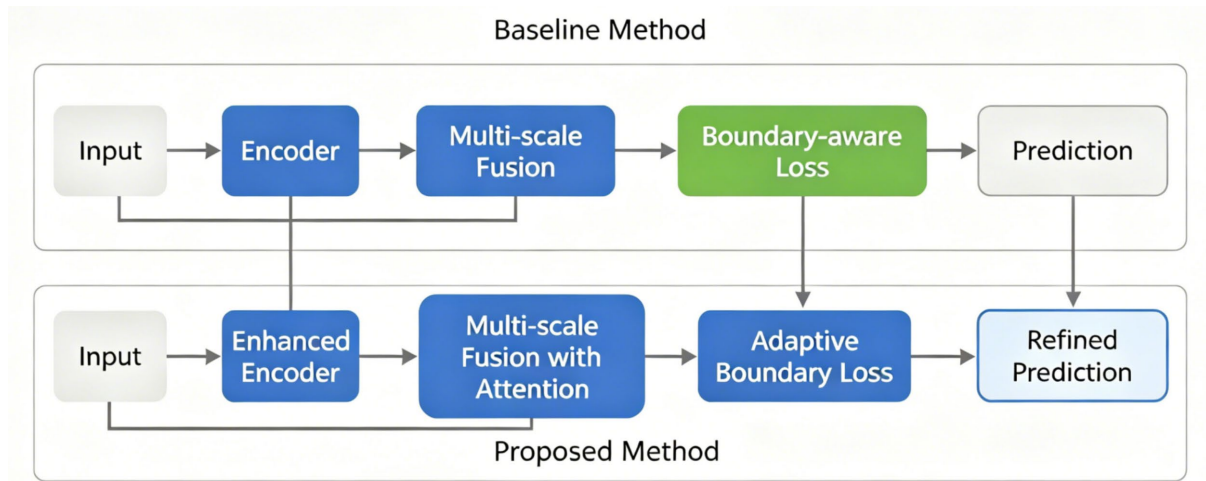 Baseline Method
Input
Encoder
Multi-scale
Fusion
Boundary-aware
Loss
Prediction
Input
Enhanced
Encoder
Multi-scale
Fusion with
Attention
Adaptive
Boundary Loss
Refined
Prediction
Proposed Method